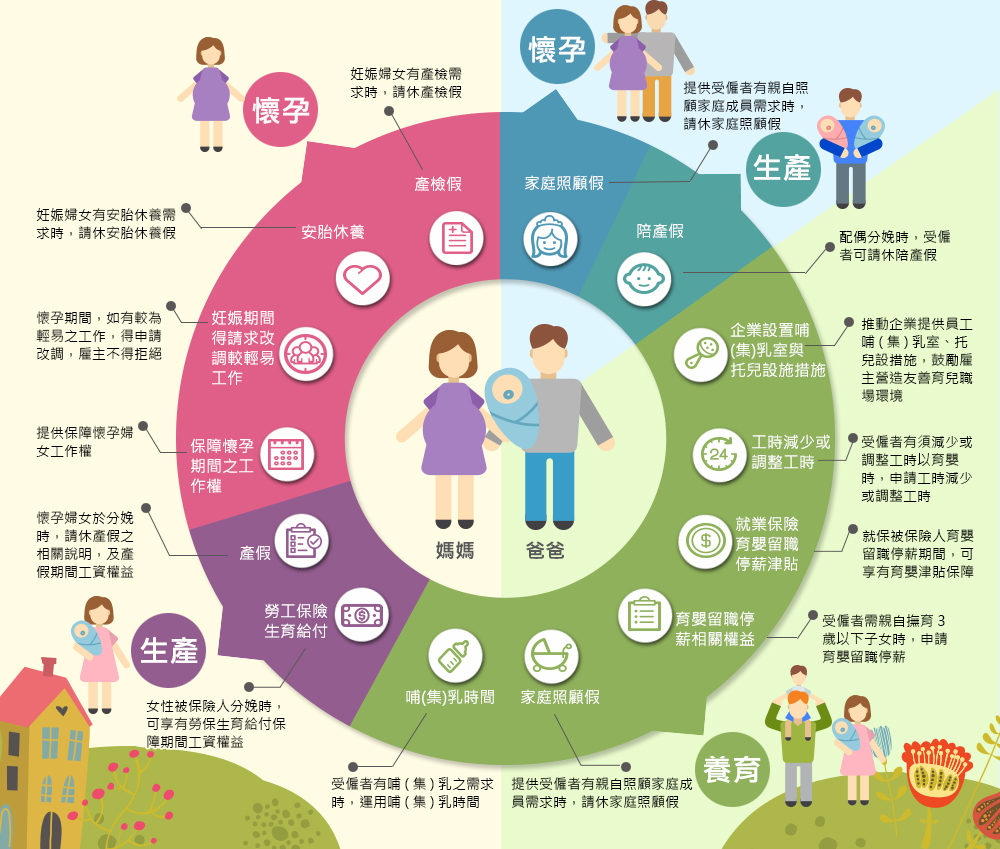 懷孕
妊娠婦女有產檢需
求時，請休產檢假
產檢假
妊娠婦女有安胎休養需
求時，請休安胎休養假
安胎休養
懷孕期間，如有較為
輕易之工作，得申請
改調，雇主不得拒絕
妊娠期間
得請求改
調較輕易
工作
提供保障懷孕婦
女工作權
保障懷孕
期間之工
作權
懷孕婦女於分娩
時，請休產假之
相關說明，及產
假期間工資權益
產假
勞工保險
生育給付
生產
女性被保險人分娩時，
可享有勞保生育給付保
障期間工資權益
懷孕
提供受僱者有親自照
顧家庭成員需求時，
請休家庭照顧假
家庭照顧假
生產
陪產假
配偶分娩時，受僱
者可請休陪產假
企業設置哺
(集)乳室與
托兒設施措施
推動企業提供員工
哺（集）乳室、托
兒設措施，鼓勵雇
主營造友善育兒職
場環境
24
工時減少或
調整工時
受僱者有須減少或
調整工時以育嬰
時，申請工時減少
或調整工時
$
就業保險
育嬰留職
停薪津貼
就保被保險人育嬰
留職停薪期間，可
享有育嬰津貼保障
育嬰留職停
薪相關權益
受僱者需親自撫育 3
歲以下子女時，申請
育嬰留職停薪
養育
$
哺(集)乳時間
家庭照顧假
受僱者有哺（集）乳之需求
時，運用哺（集）乳時間
提供受僱者有親自照顧家庭成
員需求時，請休家庭照顧假
媽媽
爸爸